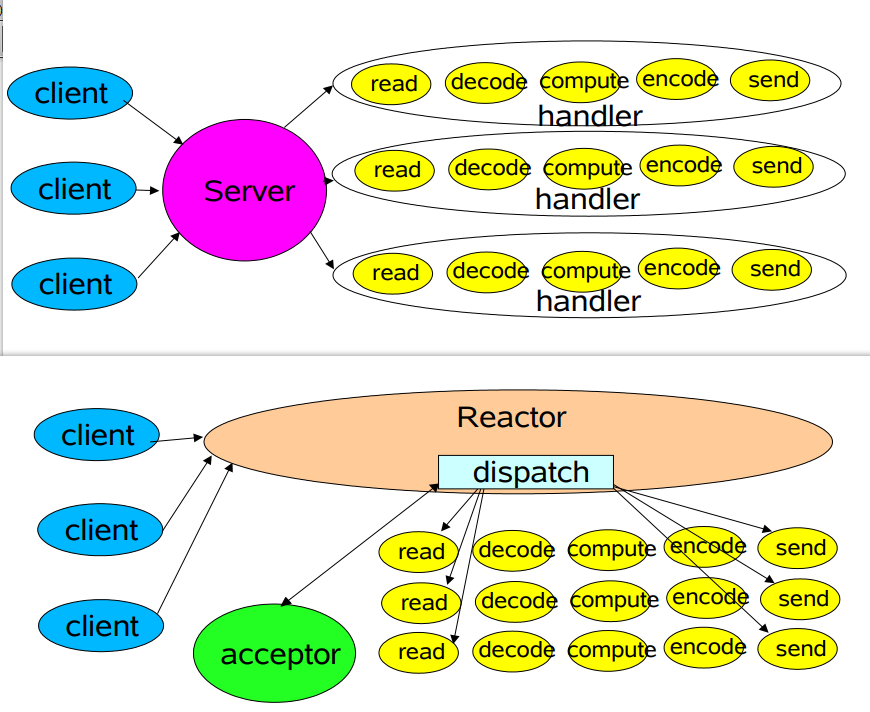 client
read decode compute encode send
handler
client
Server
read decode compute encode send
handler
client
read decode compute encode send
handler
Reactor
client
dispatch
client
read decode compute encode send
read decode compute encode send
client
acceptor
read decode compute encode send